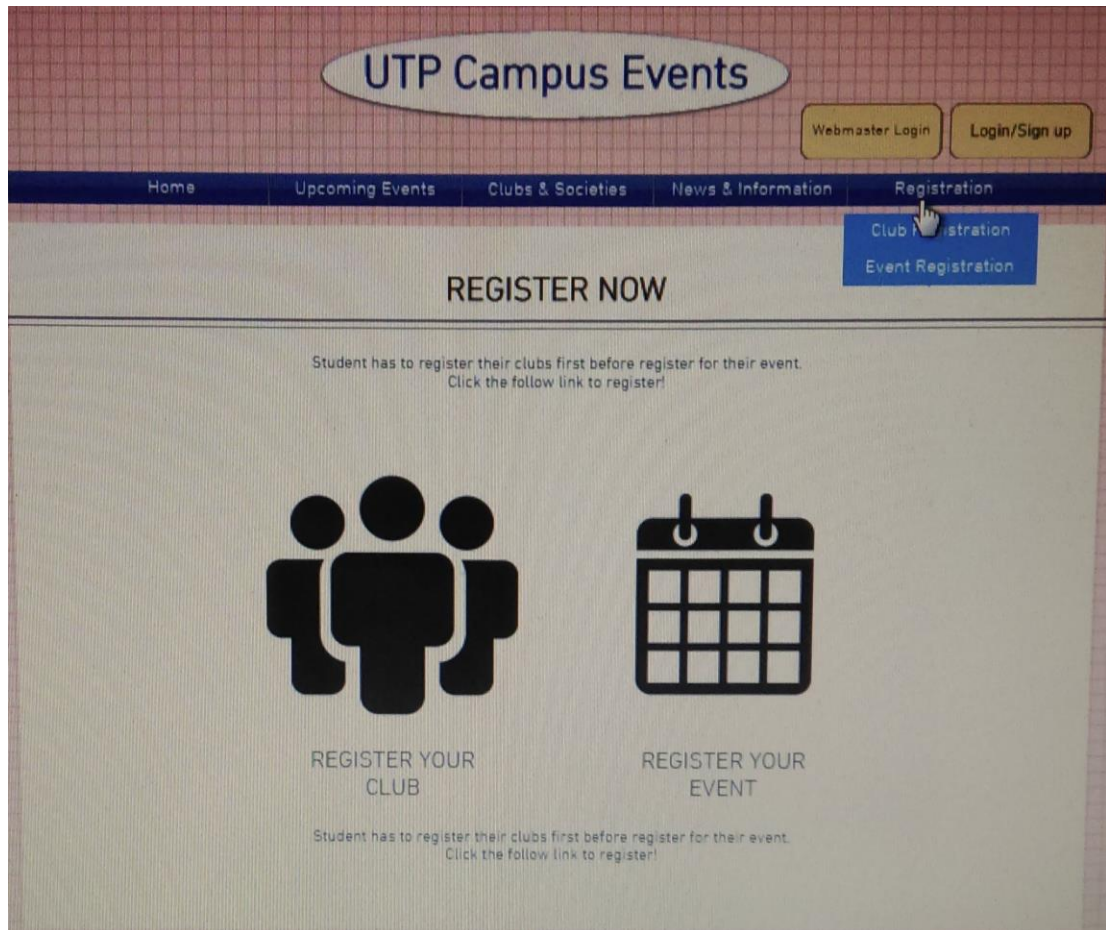 UTP Campus Events
Webmaster Login
Login/Sign up
Home
Upcoming Events
Clubs & Societies
News & Information
Registration
Club
Event Registration
REGISTER NOW
Student has to register their clubs first before register for their event.
Click the follow link to register!
REGISTER YOUR
CLUB
REGISTER YOUR
EVENT
Student has to register their clubs first before register for their event.
Click the follow link to register!